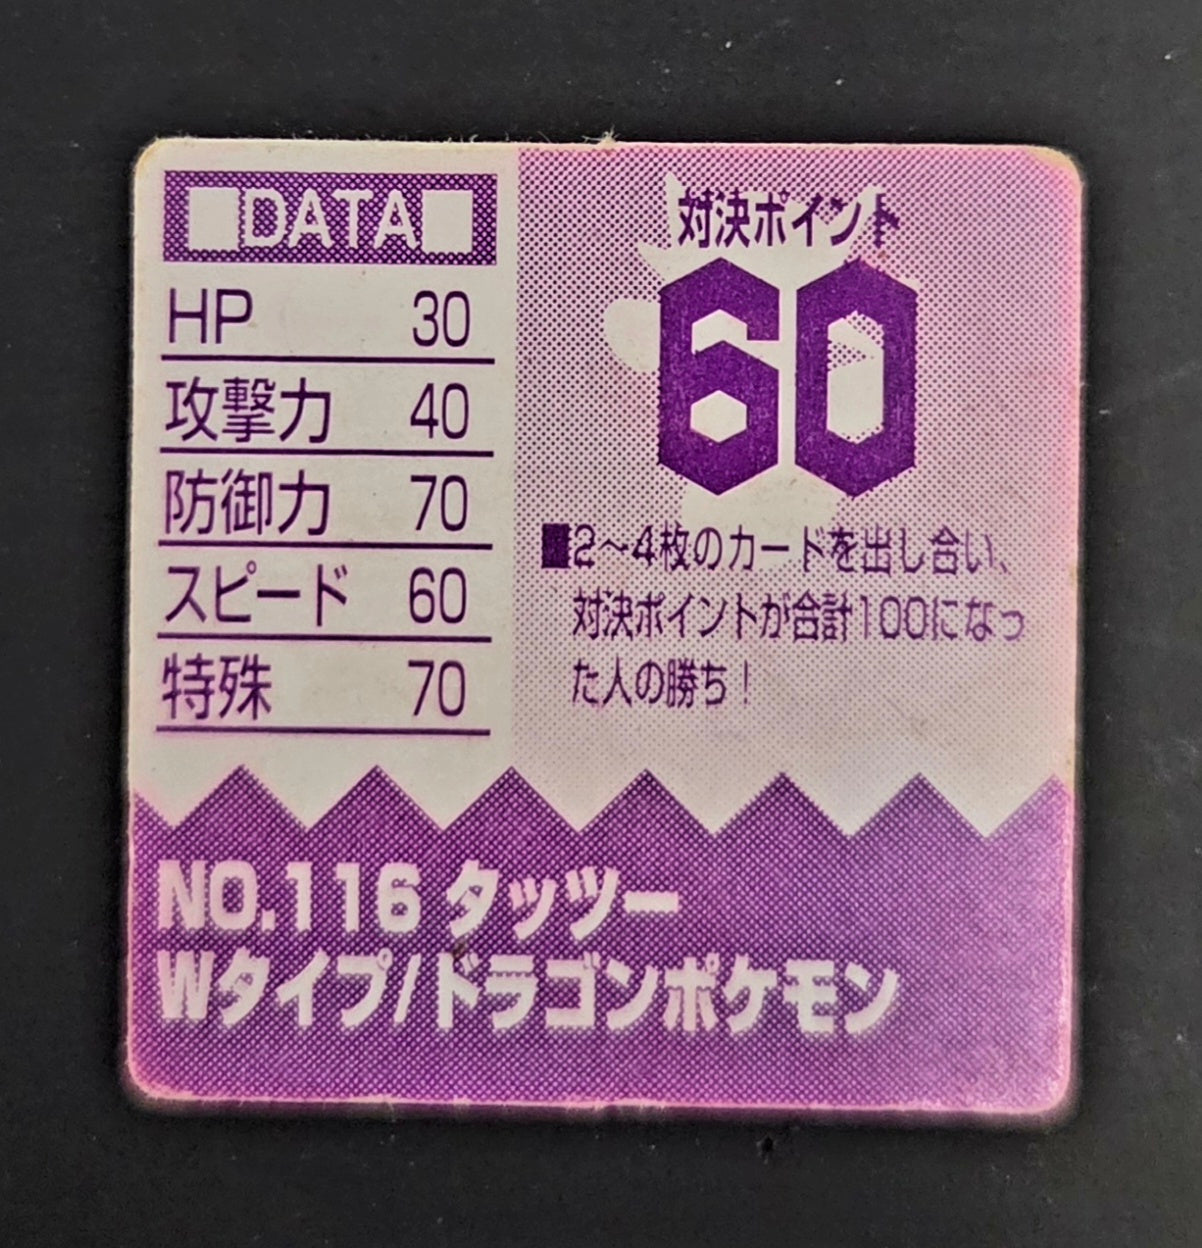 ■DATA■
HP 30
攻撃力 40
防御力 70
スピード 60
特殊 70
対決ポイント
60
■2～4枚のカードを出し合い、
対決ポイントが合計100になっ
た人の勝ち！
NO.116 タッツー
Wタイプ/ドラゴンポケモン